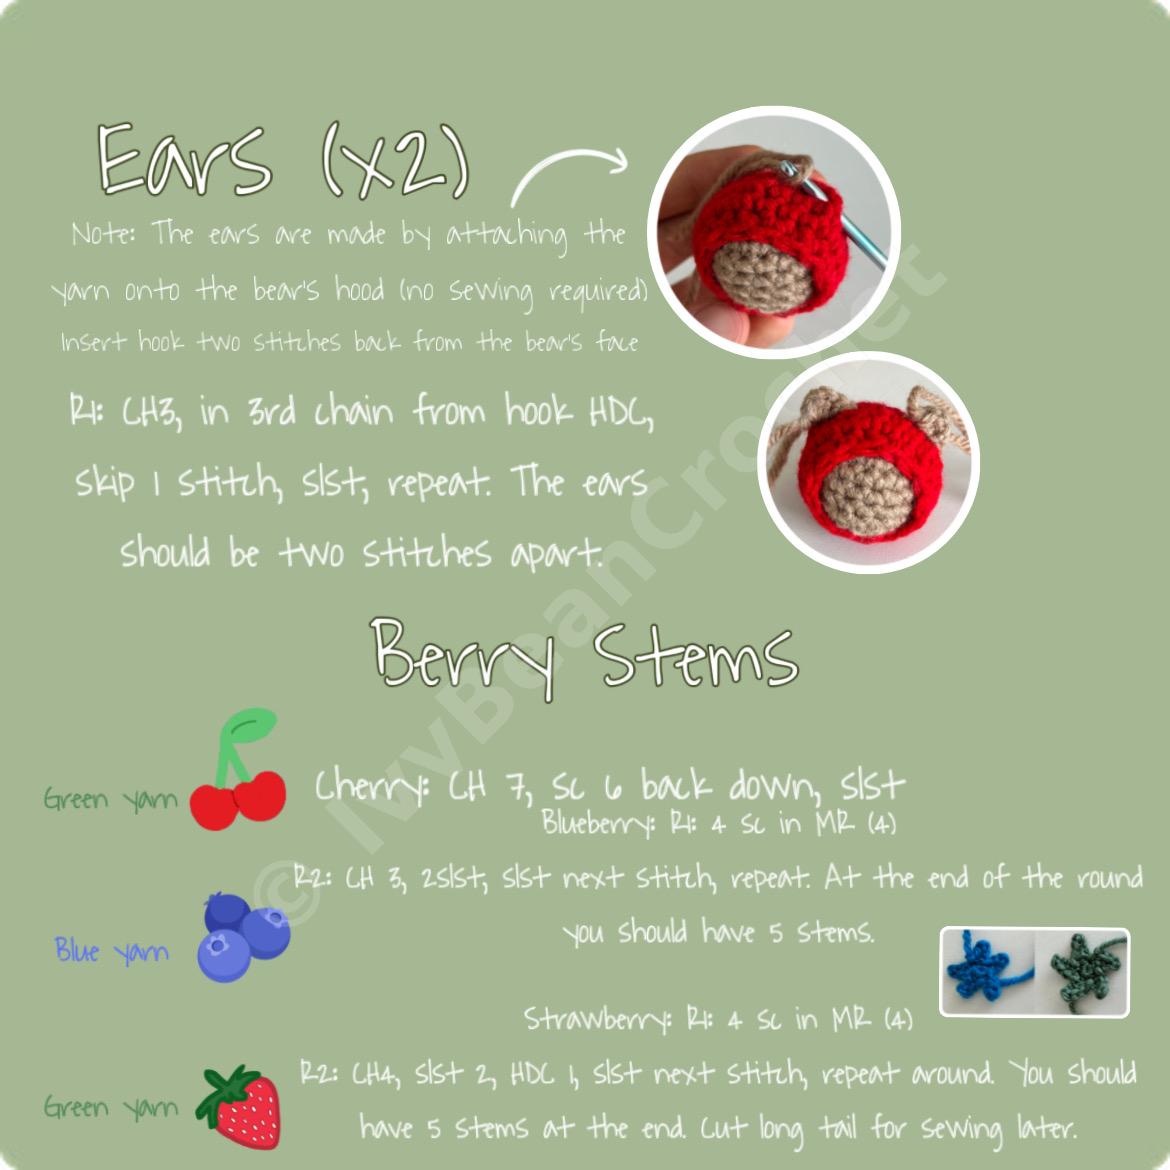 Ears (x2)
Note: The ears are made by attaching the
yarn onto the bear's hood (no sewing required)
Insert hook two stitches back from the bear's face
R1: CH3, in 3rd chain from hook HDC,
skip 1 stitch, slst, repeat. The ears
should be two stitches apart.
Berry Stems
Green yarn
Cherry: CH 7, sc 6 back down, slst
Blueberry: R1: 4 sc in MR (4)
R2: CH 3, 2slst, slst next stitch, repeat. At the end of the round
you should have 5 stems.
Blue yarn
Strawberry: R1: 4 sc in MR (4)
R2: CH4, slst 2, HDC 1, slst next stitch, repeat around. You should
have 5 stems at the end. Cut long tail for sewing later.
Green yarn
© IvyBeanCrochet